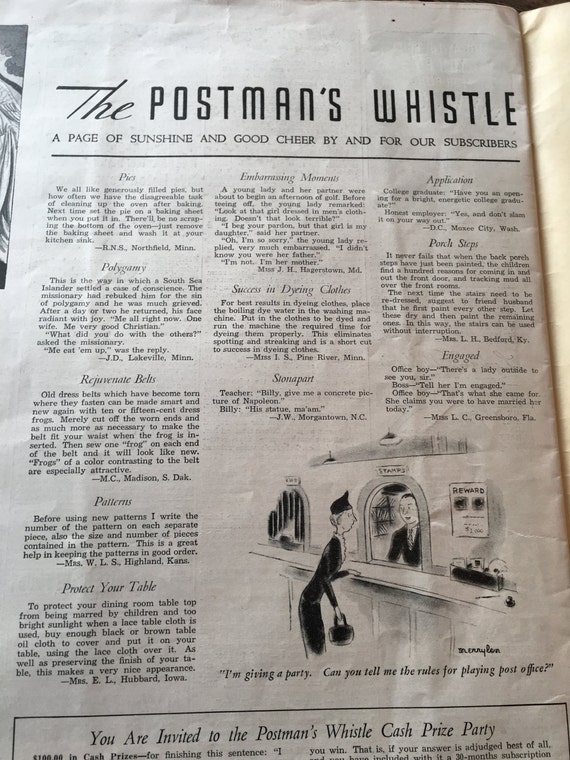 The POSTMAN'S WHISTLE
A PAGE OF SUNSHINE AND GOOD CHEER BY AND FOR OUR SUBSCRIBERS
Pies
We all like generously filled pies, but
how often we have the disagreeable task
of cleaning up the oven after baking.
Next time set the pie on a baking sheet
when you put it in. There'll be no scrap-
ing the bottom of the oven—just remove
the baking sheet and wash it at your
kitchen sink.
—R.N.S., Northfield, Minn.
Polygamy
This is the way in which a South Sea
Islander settled a case of conscience. The
missionary had rebuked him for the sin
of polygamy and he was much grieved.
After a day or two he returned, his face
radiant with joy. "Me all right now. One
wife. Me very good Christian."
"What did you do with the others?"
asked the missionary.
"Me eat 'em up," was the reply.
—J.D., Lakeville, Minn.
Rejuvenate Belts
Old dress belts which have become torn
where they fasten can be made smart and
new again with ten or fifteen-cent dress
frogs. Merely cut off the worn ends and
as much more as necessary to make the
belt fit your waist when the frog is in-
serted. Then sew one "frog" on each end
of the belt and it will look like new.
"Frogs" of a color contrasting to the belt
are especially attractive.
—M.C., Madison, S. Dak.
Patterns
Before using new patterns I write the
number of the pattern on each separate
piece, also the size and number of pieces
contained in the pattern. This is a great
help in keeping the patterns in good order.
—Mrs. W. L. S., Highland, Kans.
Protect Your Table
To protect your dining room table top
from being marred by children and too
bright sunlight when a lace table cloth is
used, buy enough black or brown table
oil cloth to cover and put it on your
table, using the lace cloth over it. As
well as preserving the finish of your ta-
ble, this makes a very nice appearance.
—Mrs. E. L., Hubbard, Iowa.
Embarrassing Moments
A young lady and her partner were
about to begin an afternoon of golf. Before
teeing off, the young lady remarked:
"Look at that girl dressed in men's cloth-
ing. Doesn't that look terrible?"
"I beg your pardon, but that girl is my
daughter," said her partner.
"Oh, I'm so sorry," the young lady re-
plied, very much embarrassed. "I didn't
know you were her father."
"I'm not. I'm her mother."
Miss J. H., Hagerstown, Md.
Success in Dyeing Clothes
For best results in dyeing clothes, place
the boiling dye water in the washing ma-
chine. Put in the clothes to be dyed and
run the machine the required time for
dyeing them properly. This eliminates
spotting and streaking and is a short cut
to success in dyeing clothes.
—Miss I. S., Pine River, Minn.
Stonapart
Teacher: "Billy, give me a concrete pic-
ture of Napoleon."
Billy: "His statue, ma'am."
—J.W., Morgantown, N.C.
Application
College graduate: "Have you an open-
ing for a bright, energetic college gradu-
ate?"
Honest employer: "Yes, and don't slam
it on your way out."
—D.C., Moxee City, Wash.
Porch Steps
It never fails that when the back porch
steps have just been painted, the children
find a hundred reasons for coming in and
out the front door, and tracking mud all
over the front rooms.
The next time the stairs need to be
re-dressed, suggest to friend husband
that he first paint every other step. Let
these dry and then paint the remaining
ones. In this way, the stairs can be used
without interruption.
—Mrs. L. H., Bedford, Ky.
Engaged
Office boy—"There's a lady outside to
see you, sir."
Boss—"Tell her I'm engaged."
Office boy—"That's what she came for.
She claims you were to have married her
today."
—Miss L. C., Greensboro, Fla.
STAMPS
REWARD
merrylen
"I'm giving a party. Can you tell me the rules for playing post office?"
You Are Invited to the Postman's Whistle Cash Prize Party
$100.00 in Cash Prizes—for finishing this sentence: "I
you win. That is, if your answer is adjudged best of all,
and you have included with it a 30-months subscription